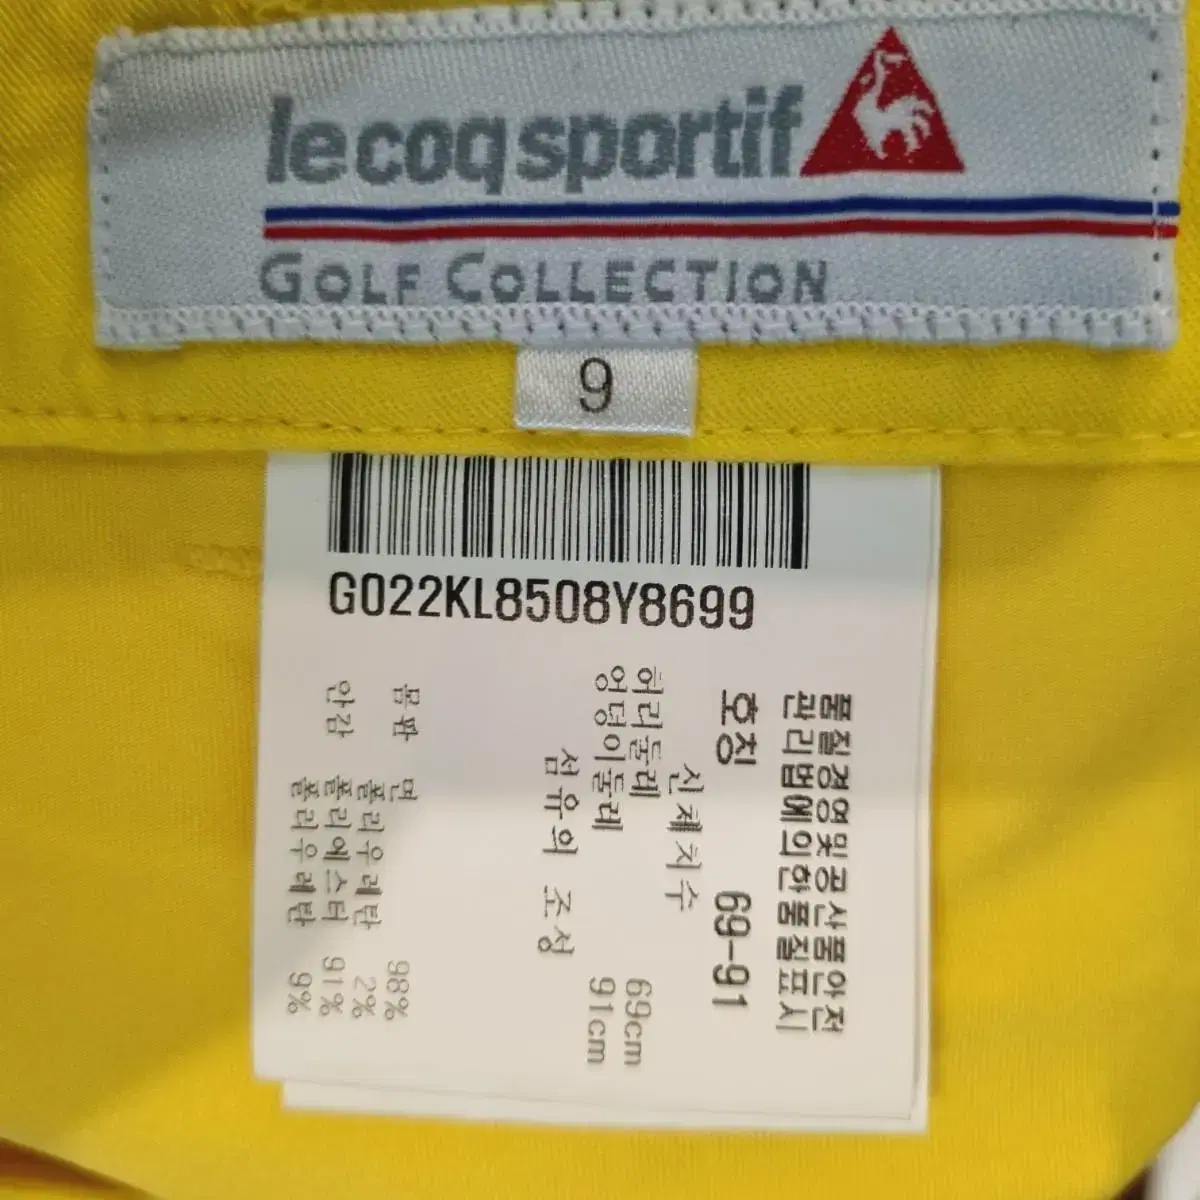 le coq sportif
GOLF COLLECTION
9
G022KL8508Y8699
품질경영및공산품안전
관리법에의한품질표시
호칭 69-91
신체치수
허리둘레 69cm
엉덩이둘레 91cm
섬유의 조성
몸판 면 98%
폴리우레탄 2%
안감 폴리에스터 91%
폴리우레탄 9%